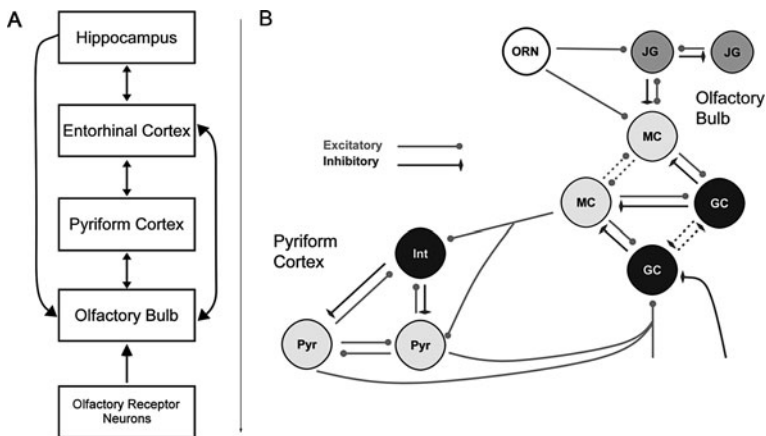 A
Hippocampus
Entorhinal Cortex
Pyriform Cortex
Olfactory Bulb
Olfactory Receptor
Neurons
B
ORN
JG
JG
Olfactory
Bulb
MC
Excitatory
Inhibitory
MC
GC
Pyriform
Cortex
Int
GC
Pyr
Pyr